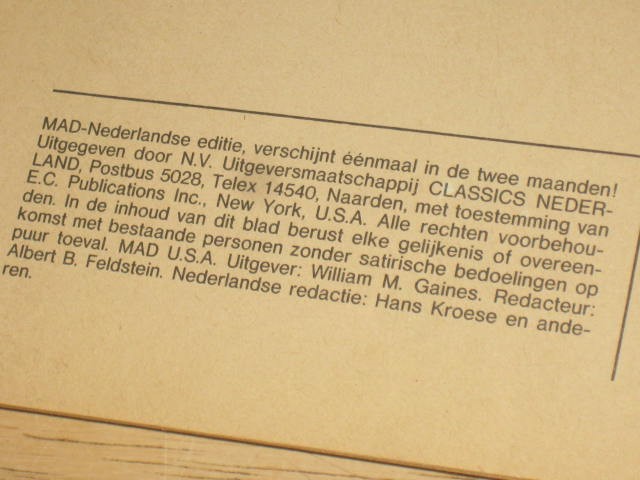 MAD-Nederlandse editie, verschijnt éénmaal in de twee maanden!
Uitgegeven door N.V. Uitgeversmaatschappij CLASSICS NEDER-
LAND, Postbus 5028, Telex 14540, Naarden, met toestemming van
E.C. Publications Inc., New York, U.S.A. Alle rechten voorbehou-
den. In de inhoud van dit blad berust elke gelijkenis of overeen-
komst met bestaande personen zonder satirische bedoelingen op
puur toeval. MAD U.S.A. Uitgever: William M. Gaines. Redacteur:
Albert B. Feldstein. Nederlandse redactie: Hans Kroese en ande-
ren.